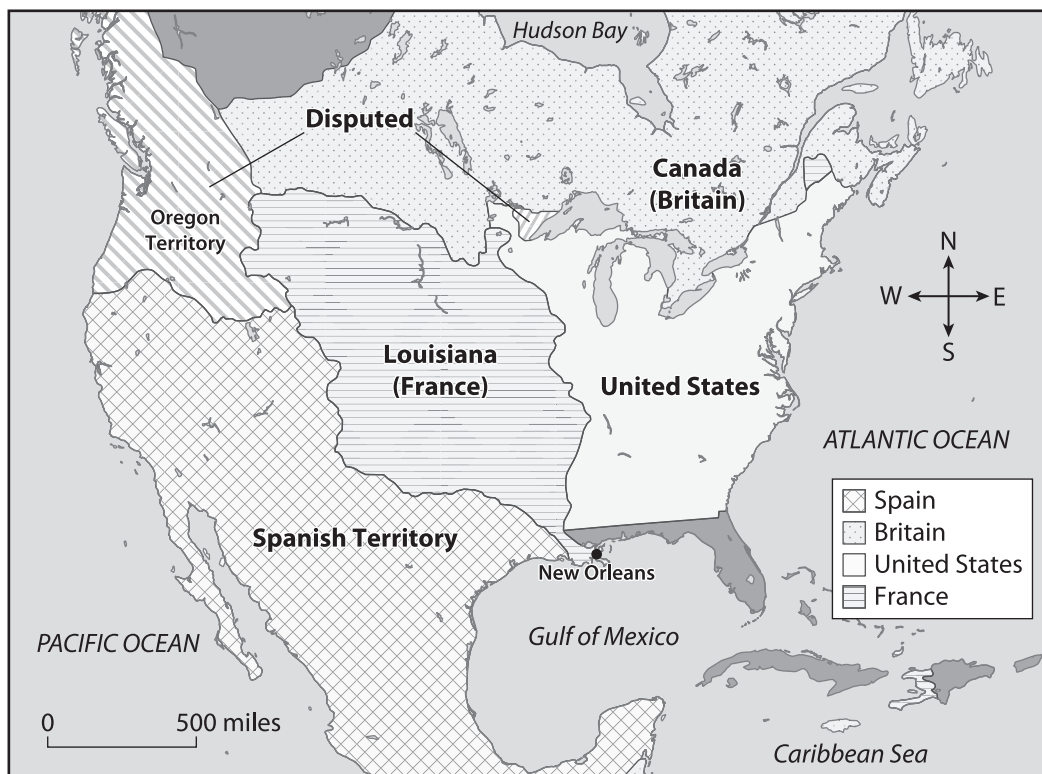 Hudson Bay
Disputed
Canada
(Britain)
Oregon
Territory
N
W E
S
Louisiana
(France)
United States
ATLANTIC OCEAN
Spain
Britain
United States
France
Spanish Territory
New Orleans
PACIFIC OCEAN
Gulf of Mexico
0 500 miles
Caribbean Sea